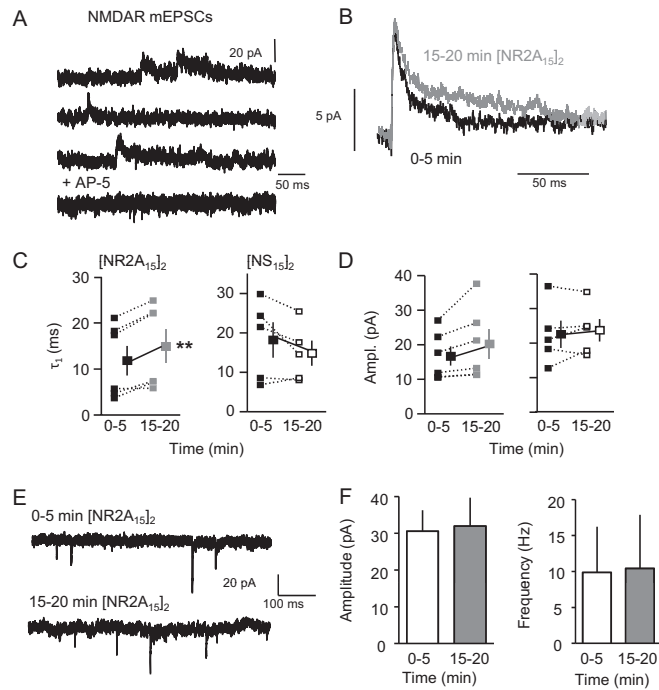 A
NMDAR mEPSCs
20 pA
+ AP-5
50 ms
B
15-20 min [NR2A₁₅]₂
5 pA
0-5 min
50 ms
C
[NR2A₁₅]₂
[NS₁₅]₂
τ₁ (ms)
30
20
10
0
**
0-5 15-20
30
20
10
0
0-5 15-20
Time (min)
D
Ampl. (pA)
40
30
20
10
0
0-5 15-20
0-5 15-20
Time (min)
E
0-5 min [NR2A₁₅]₂
20 pA
100 ms
15-20 min [NR2A₁₅]₂
F
Amplitude (pA)
40
30
20
10
0
0-5 15-20
Time (min)
Frequency (Hz)
20
15
10
5
0
0-5 15-20
Time (min)